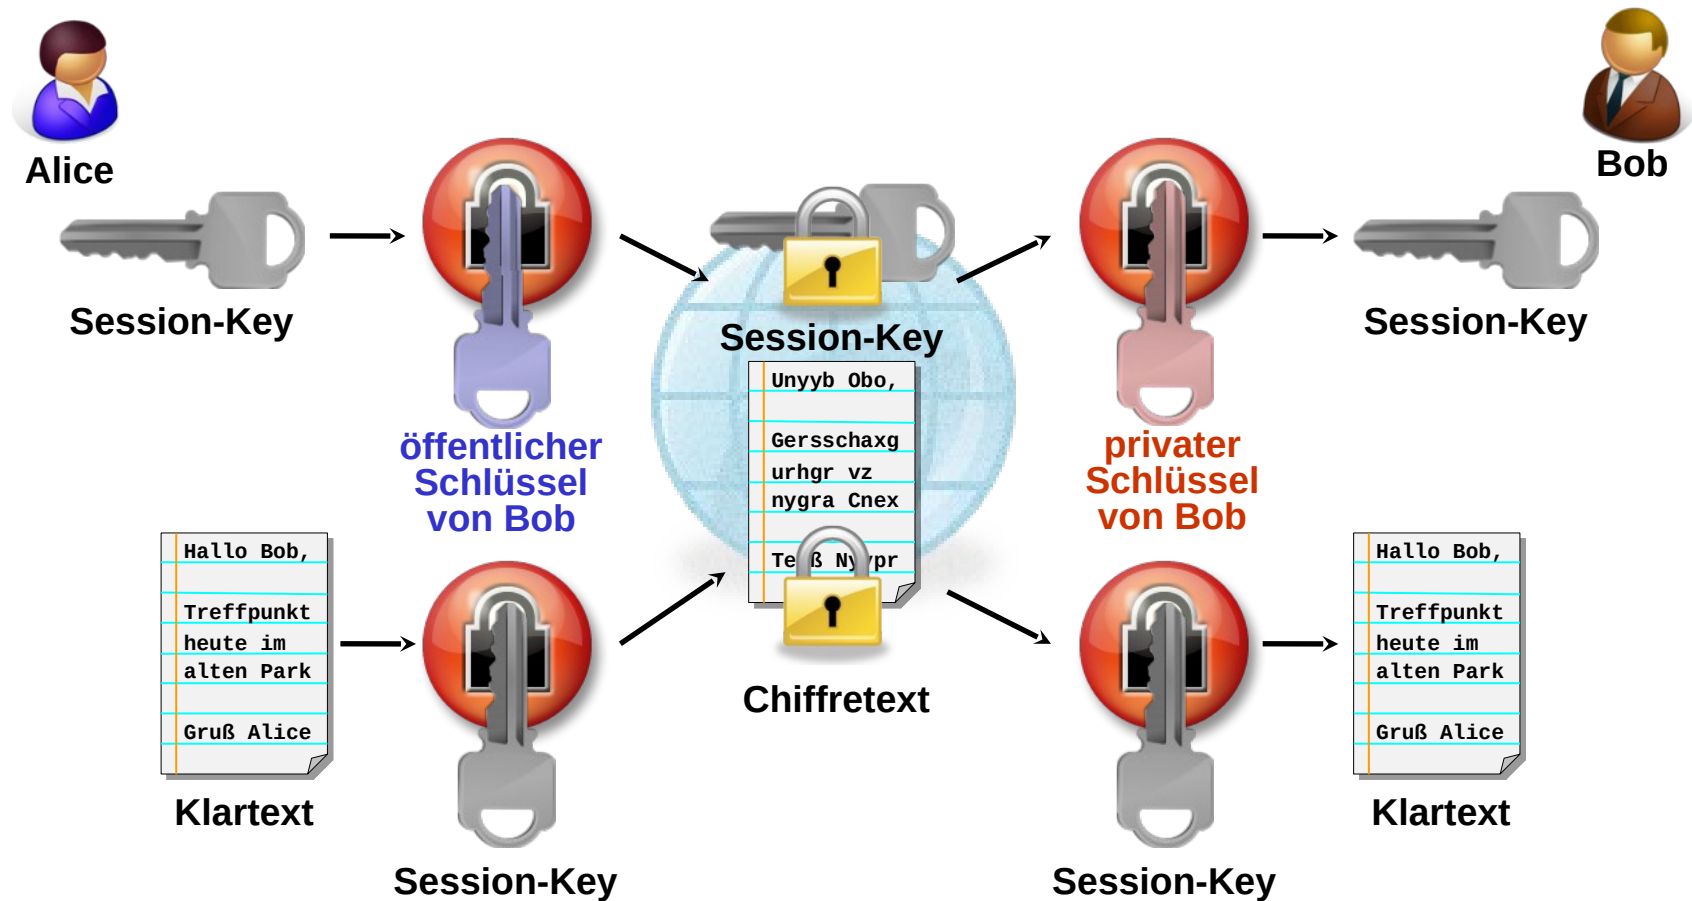 Alice
Bob
Session-Key
Session-Key
Session-Key
öffentlicher
Schlüssel
von Bob
privater
Schlüssel
von Bob
Unyyb Obo,
Gersschaxg
urhgr vz
nygra Cnex
Nyypr
Chiffretext
Hallo Bob,
Treffpunkt
heute im
alten Park
Gruß Alice
Klartext
Session-Key
Hallo Bob,
Treffpunkt
heute im
alten Park
Gruß Alice
Klartext
Session-Key